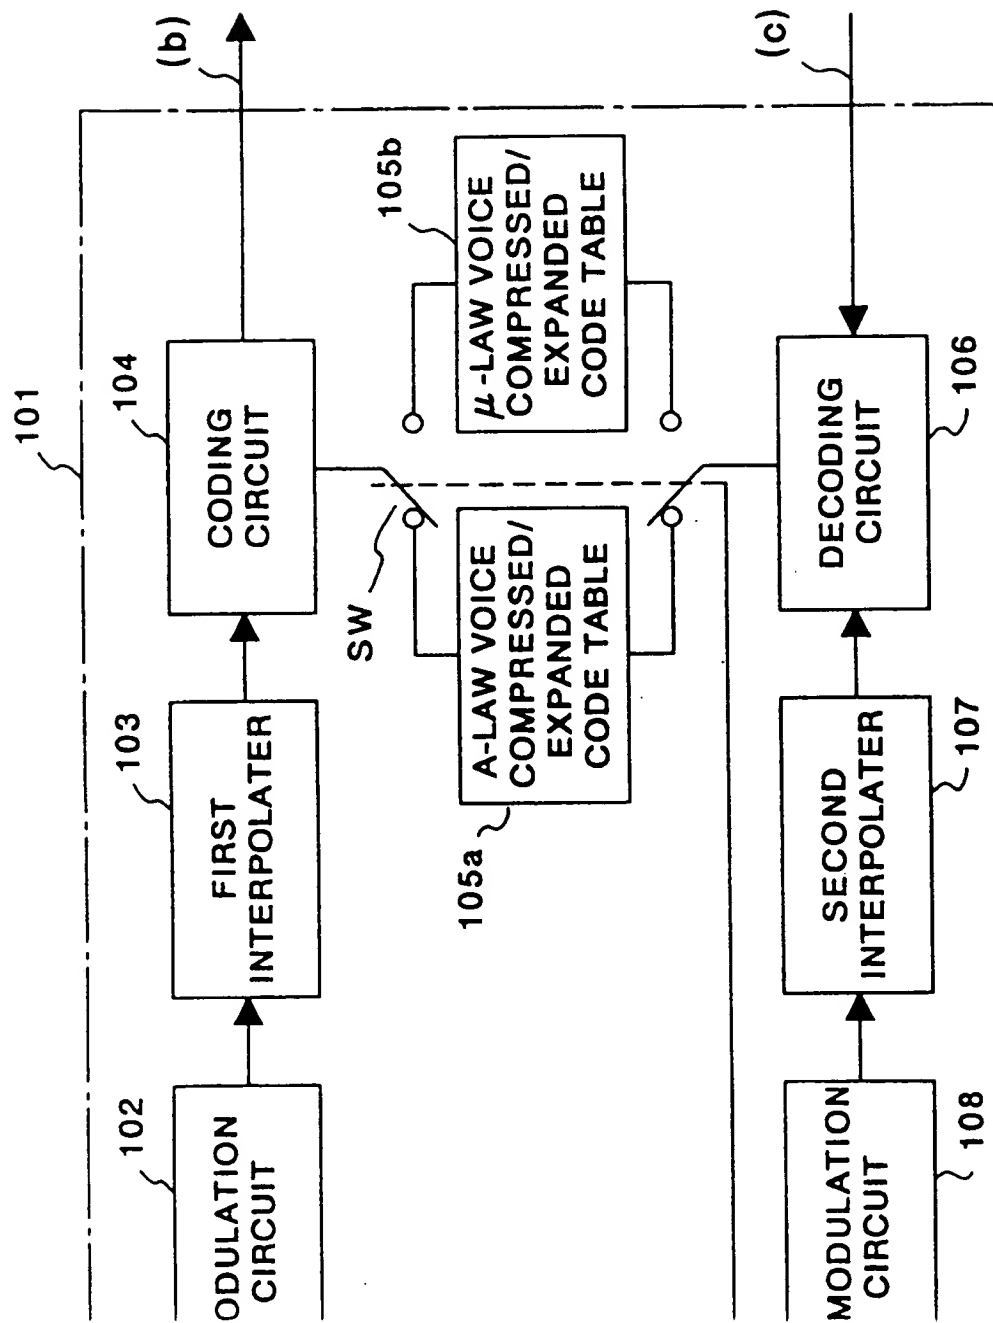 101
102
ODULATION
CIRCUIT
103
FIRST
INTERPOLATER
104
CODING
CIRCUIT
(b)
SW
105a
A-LAW VOICE
COMPRESSED/
EXPANDED
CODE TABLE
105b
μ-LAW VOICE
COMPRESSED/
EXPANDED
CODE TABLE
MODULATION
CIRCUIT
108
SECOND
INTERPOLATER
107
DECODING
CIRCUIT
106
(c)